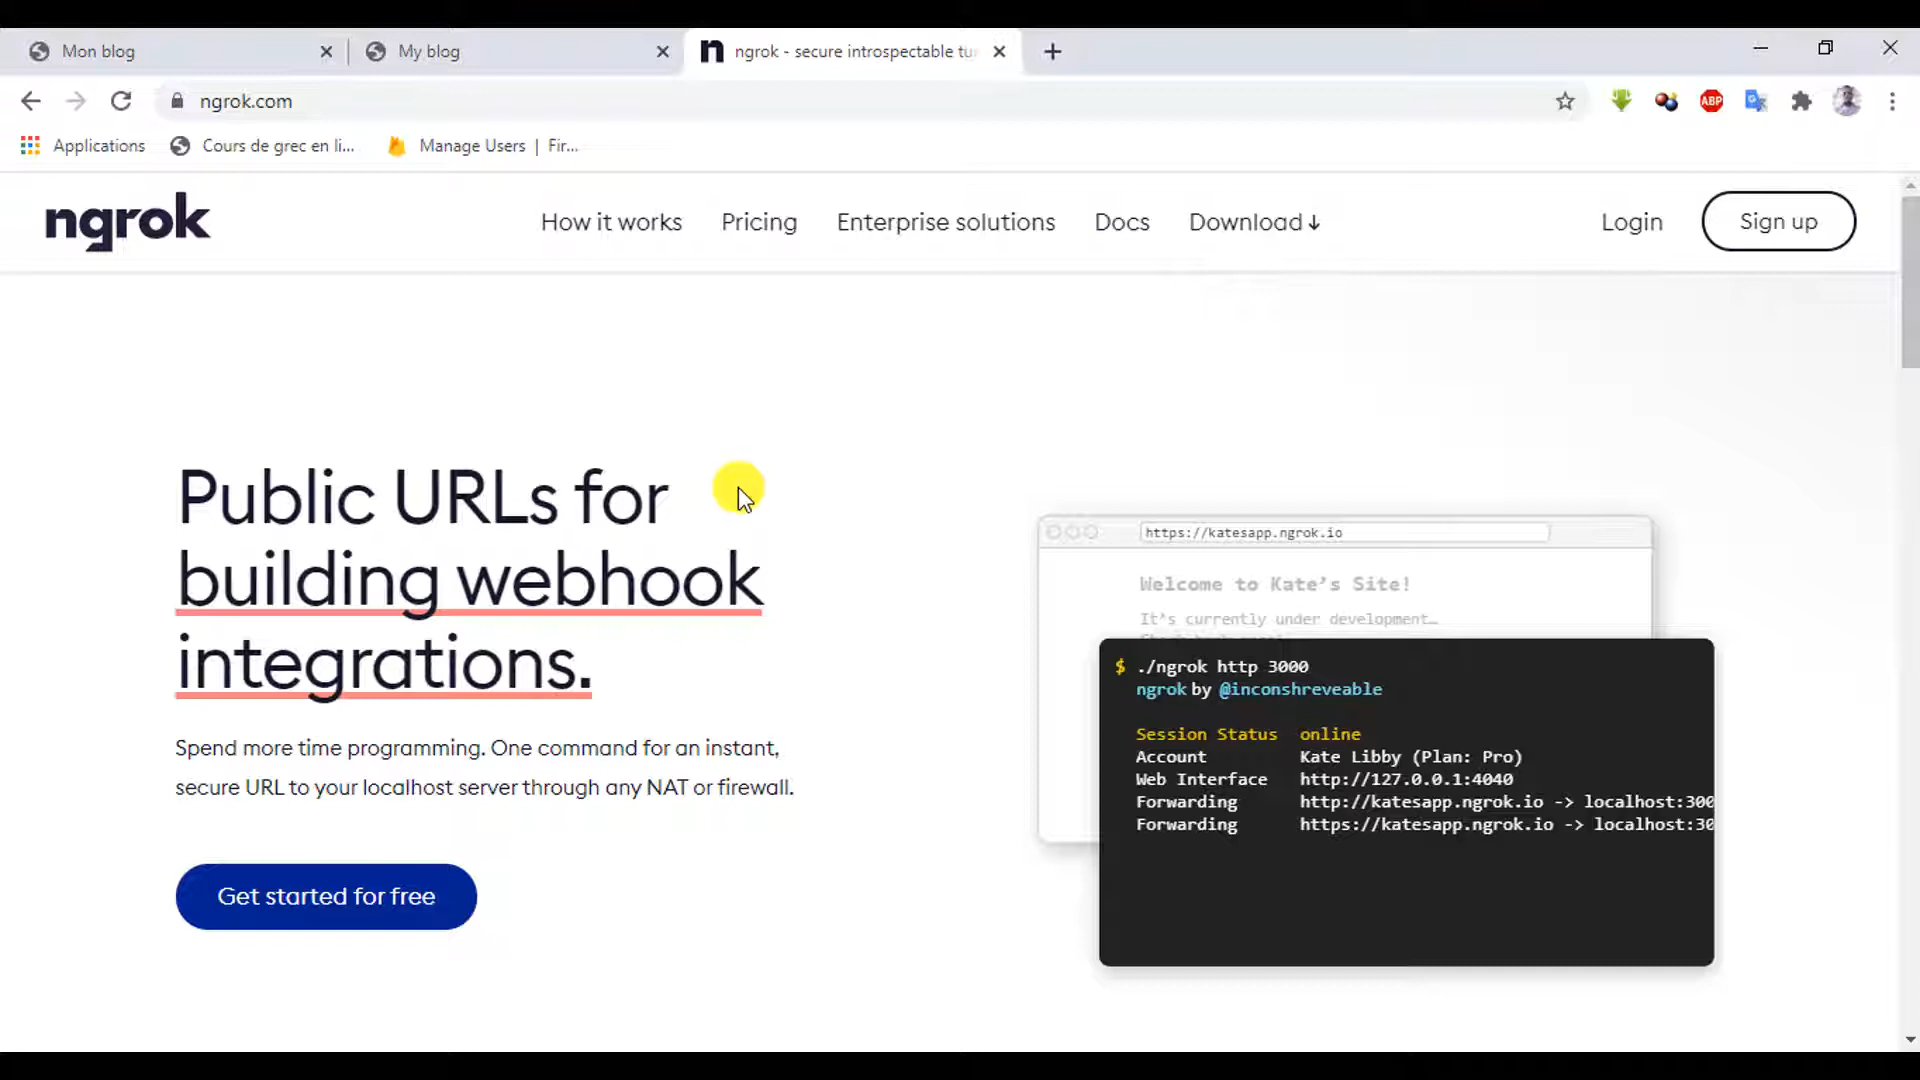 Mon blog
My blog
ngrok - secure introspectable tu
ngrok.com
ABP
Applications
Cours de grec en li...
Manage Users | Fir...
ngrok
How it works
Pricing
Enterprise solutions
Docs
Download ↓
Login
Sign up
Public URLs for
building webhook
integrations.
Spend more time programming. One command for an instant,
secure URL to your localhost server through any NAT or firewall.
Get started for free
https://katesapp.ngrok.io
Welcome to Kate's Site!
It's currently under development…
$ ./ngrok http 3000
ngrok by @inconshreveable
Session Status online
Account Kate Libby (Plan: Pro)
Web Interface http://127.0.0.1:4040
Forwarding http://katesapp.ngrok.io -> localhost:300
Forwarding https://katesapp.ngrok.io -> localhost:30